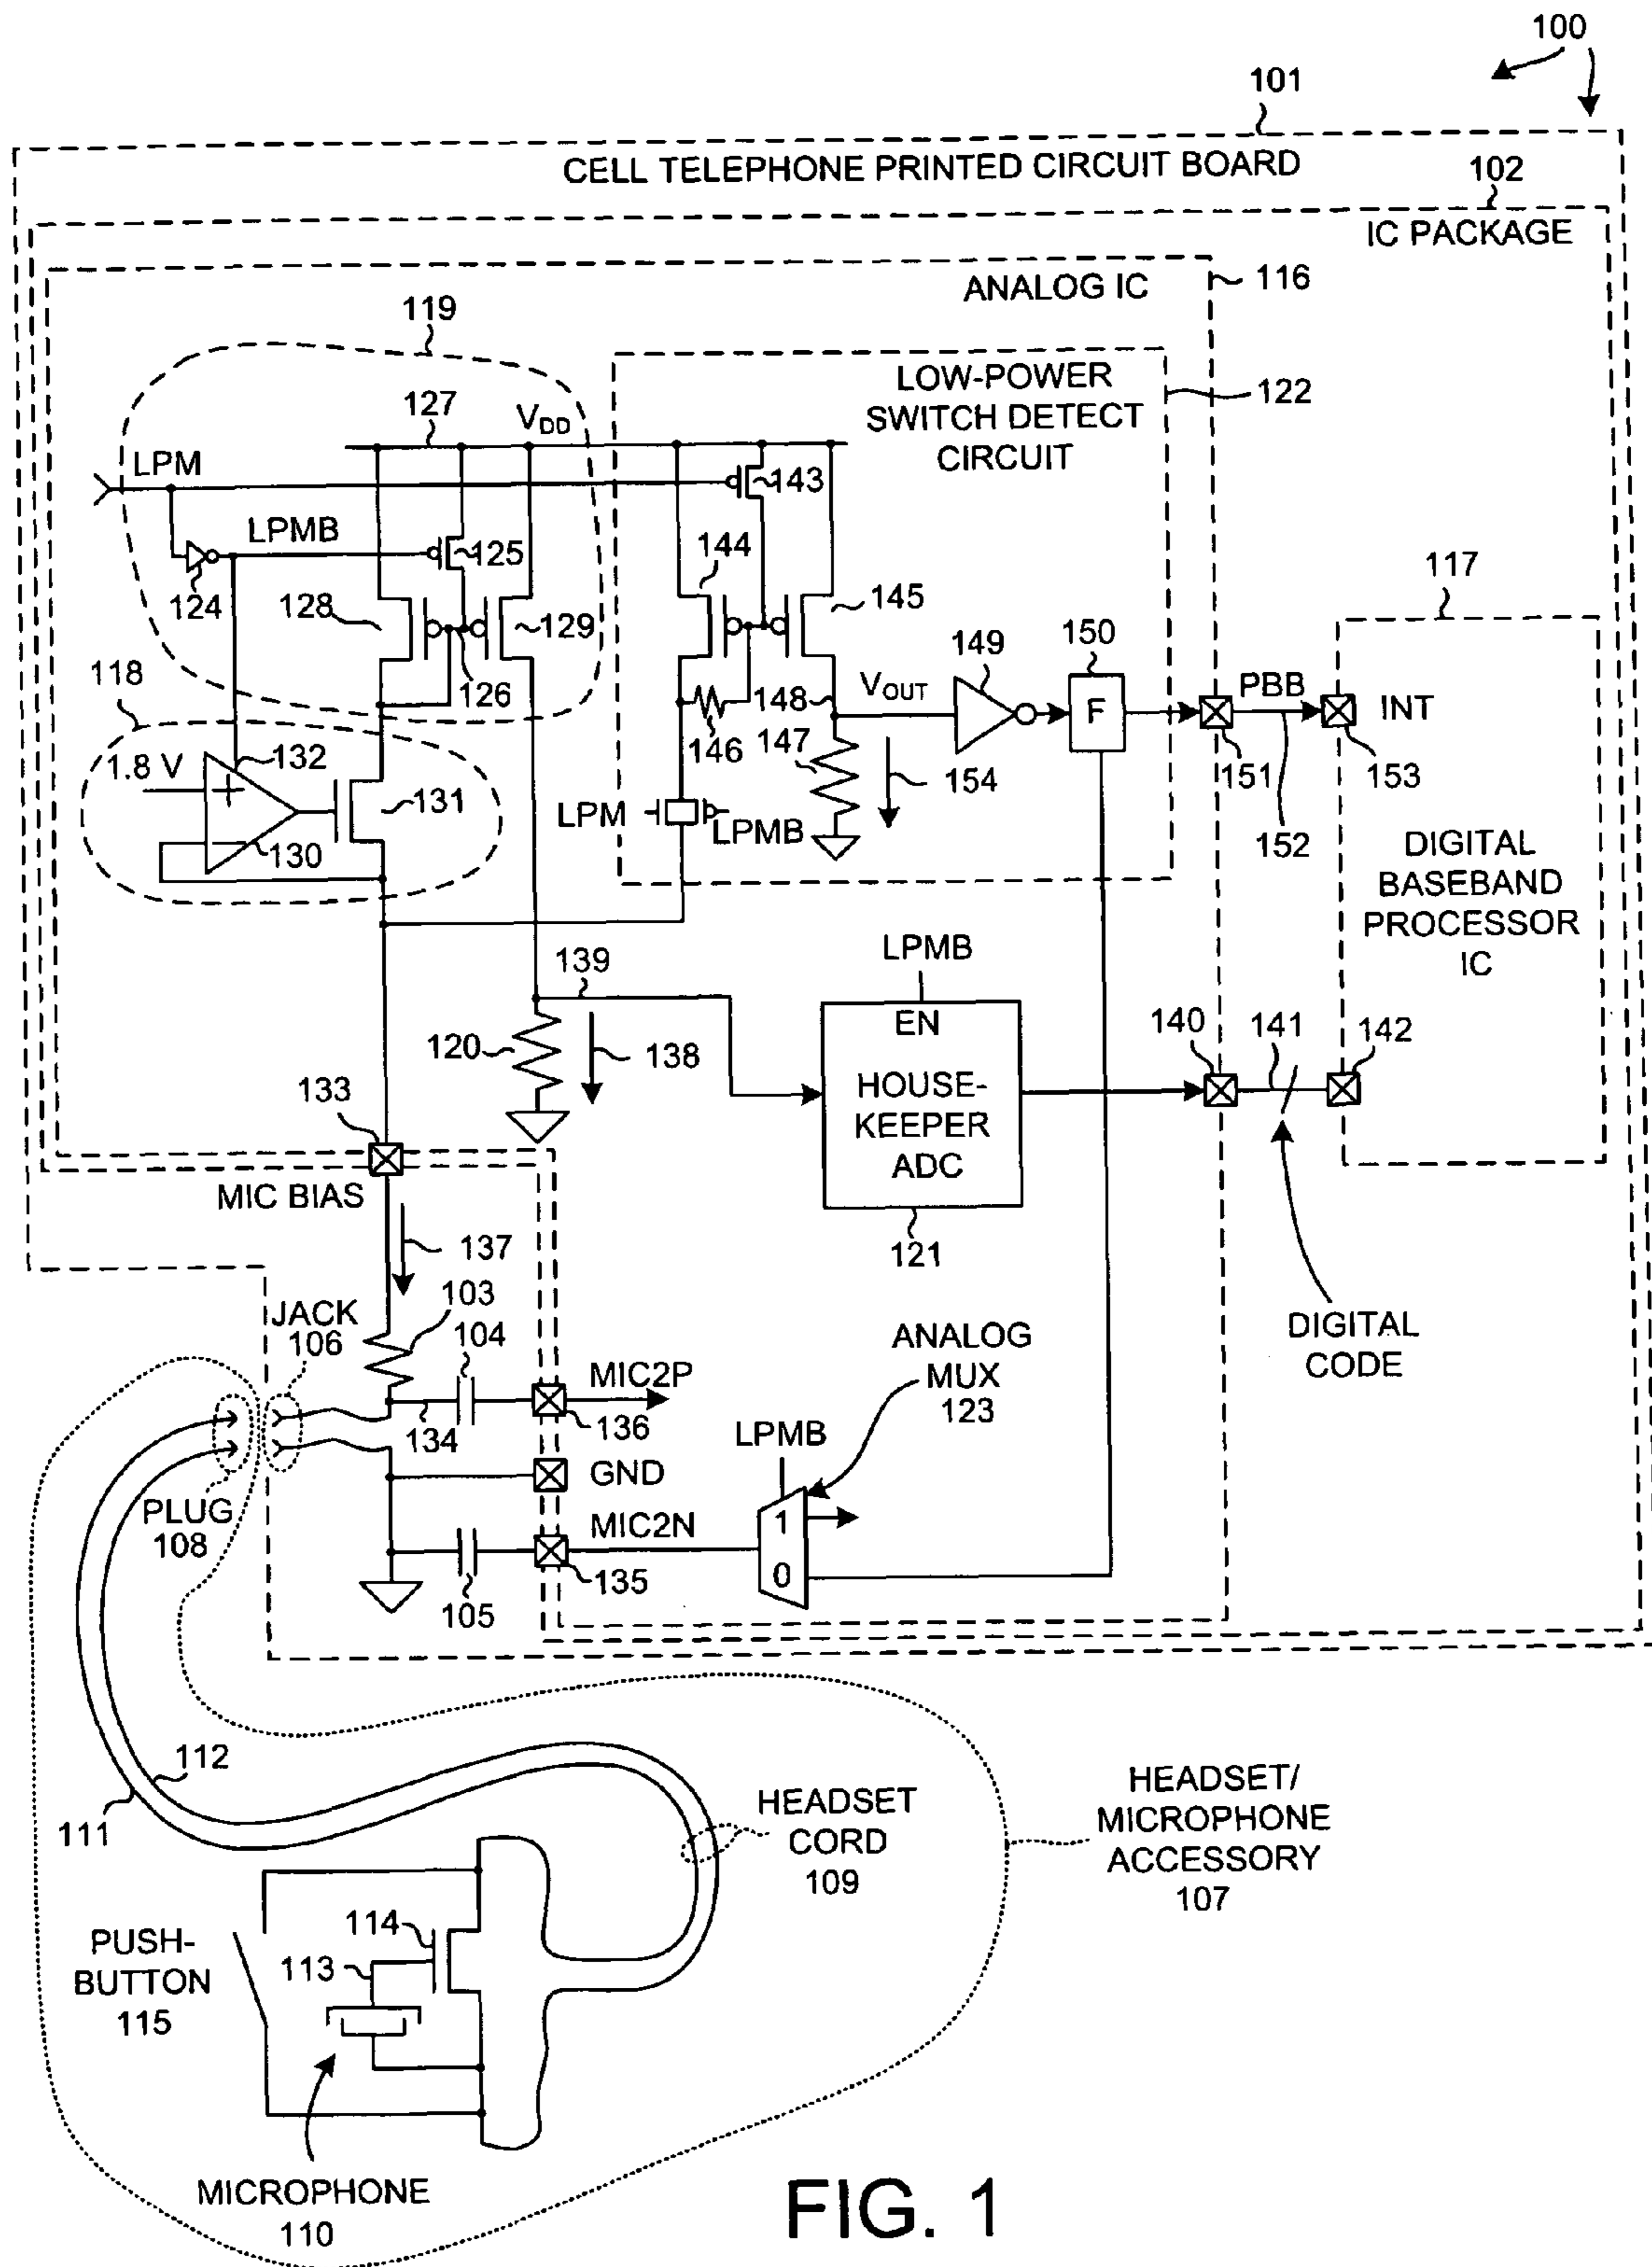 100
101
CELL TELEPHONE PRINTED CIRCUIT BOARD
102
IC PACKAGE
ANALOG IC
116
119
LOW-POWER
SWITCH DETECT
CIRCUIT
122
127
VDD
LPM
143
LPMB
125
144
124
128
129
145
117
126
149
150
118
VOUT
148
F
PBB
INT
146
147
151
153
1.8 V
132
+
131
154
LPM
LPMB
152
130
DIGITAL
BASEBAND
PROCESSOR
IC
LPMB
139
EN
140
141
142
120
138
HOUSE-
KEEPER
ADC
133
MIC BIAS
121
137
JACK
106
103
104
ANALOG
MUX
123
DIGITAL
CODE
MIC2P
134
136
LPMB
GND
PLUG
108
MIC2N
1
0
135
105
112
111
HEADSET
CORD
109
HEADSET/
MICROPHONE
ACCESSORY
107
114
PUSH-
BUTTON
115
113
MICROPHONE
110
FIG. 1